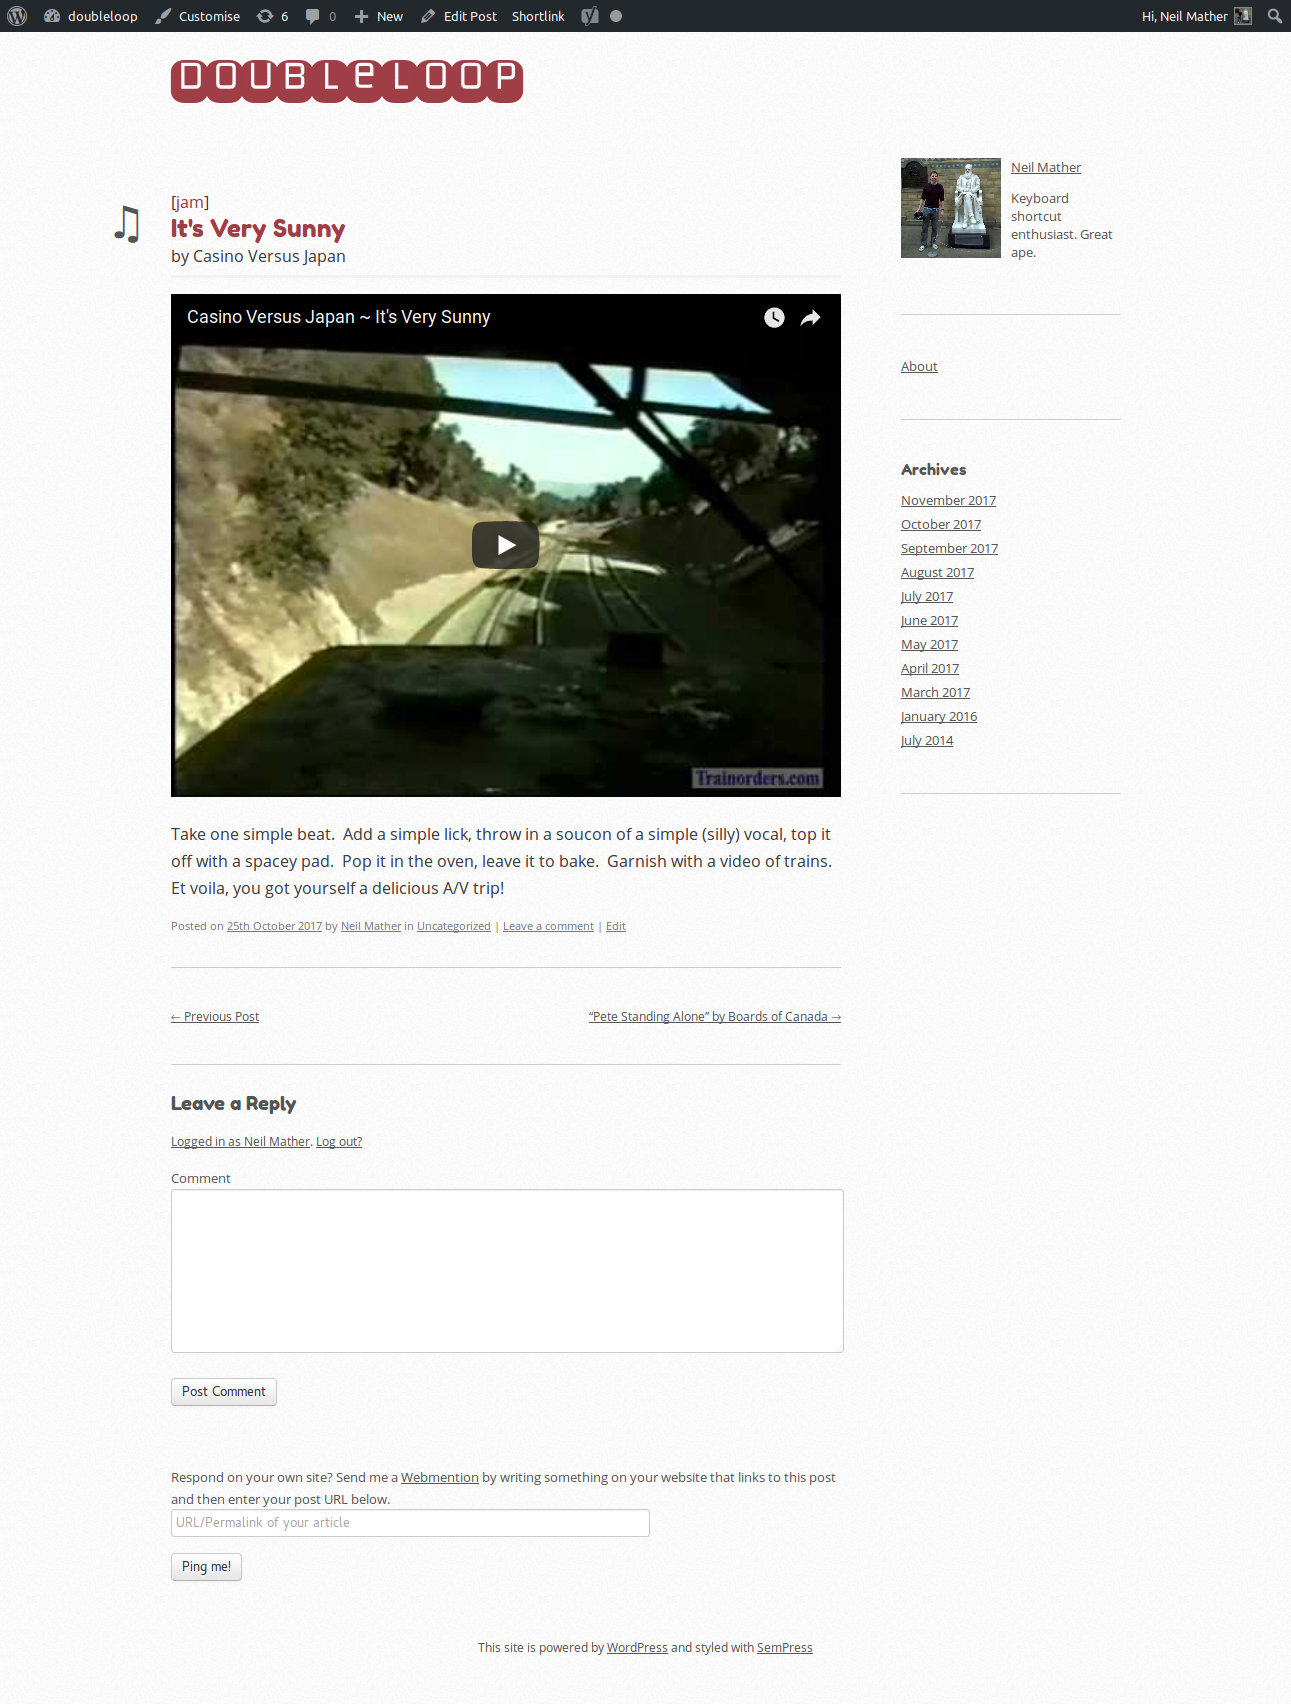 doubleloop Customise 6 0 New Edit Post Shortlink Hi, Neil Mather
DOUBLeLOOP
[jam]
It's Very Sunny
by Casino Versus Japan
Casino Versus Japan ~ It's Very Sunny
Trainorders.com
Take one simple beat.  Add a simple lick, throw in a soucon of a simple (silly) vocal, top it
off with a spacey pad.  Pop it in the oven, leave it to bake.  Garnish with a video of trains.
Et voila, you got yourself a delicious A/V trip!
Posted on 25th October 2017 by Neil Mather in Uncategorized | Leave a comment | Edit
← Previous Post
“Pete Standing Alone” by Boards of Canada →
Leave a Reply
Logged in as Neil Mather. Log out?
Comment
Post Comment
Respond on your own site? Send me a Webmention by writing something on your website that links to this post
and then enter your post URL below.
URL/Permalink of your article
Ping me!
Neil Mather
Keyboard
shortcut
enthusiast. Great
ape.
About
Archives
November 2017
October 2017
September 2017
August 2017
July 2017
June 2017
May 2017
April 2017
March 2017
January 2016
July 2014
This site is powered by WordPress and styled with SemPress